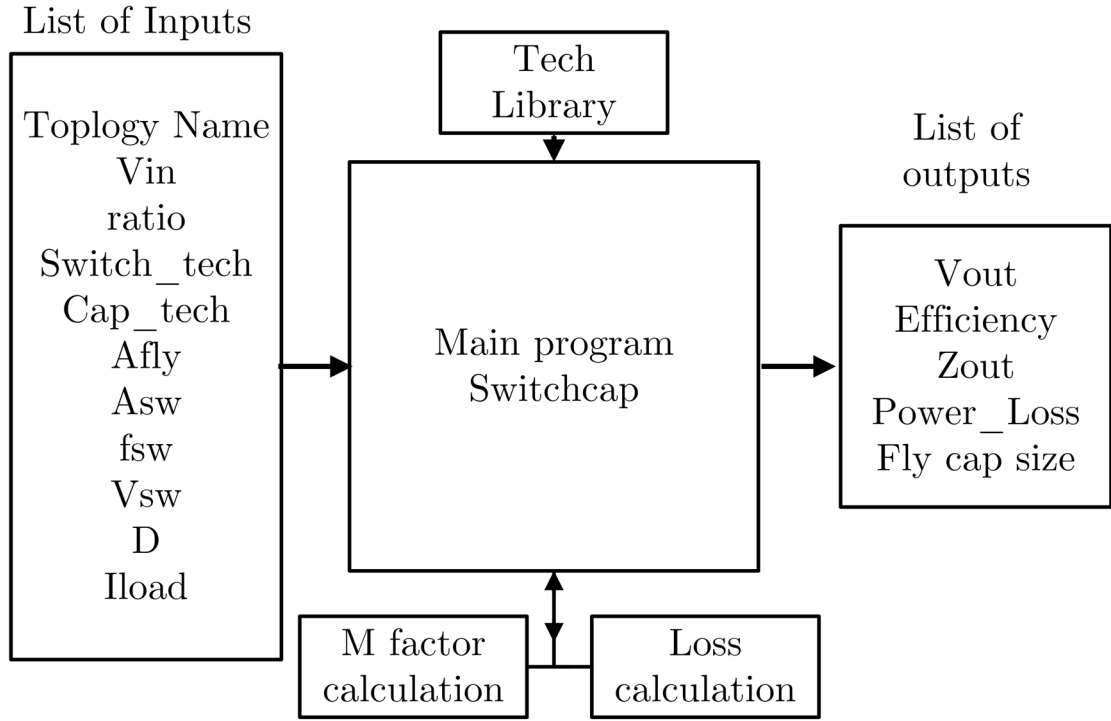 List of Inputs
Toplogy Name
Vin
ratio
Switch_tech
Cap_tech
Afly
Asw
fsw
Vsw
D
Iload
Tech
Library
Main program
Switchcap
M factor
calculation
Loss
calculation
List of
outputs
Vout
Efficiency
Zout
Power_Loss
Fly cap size